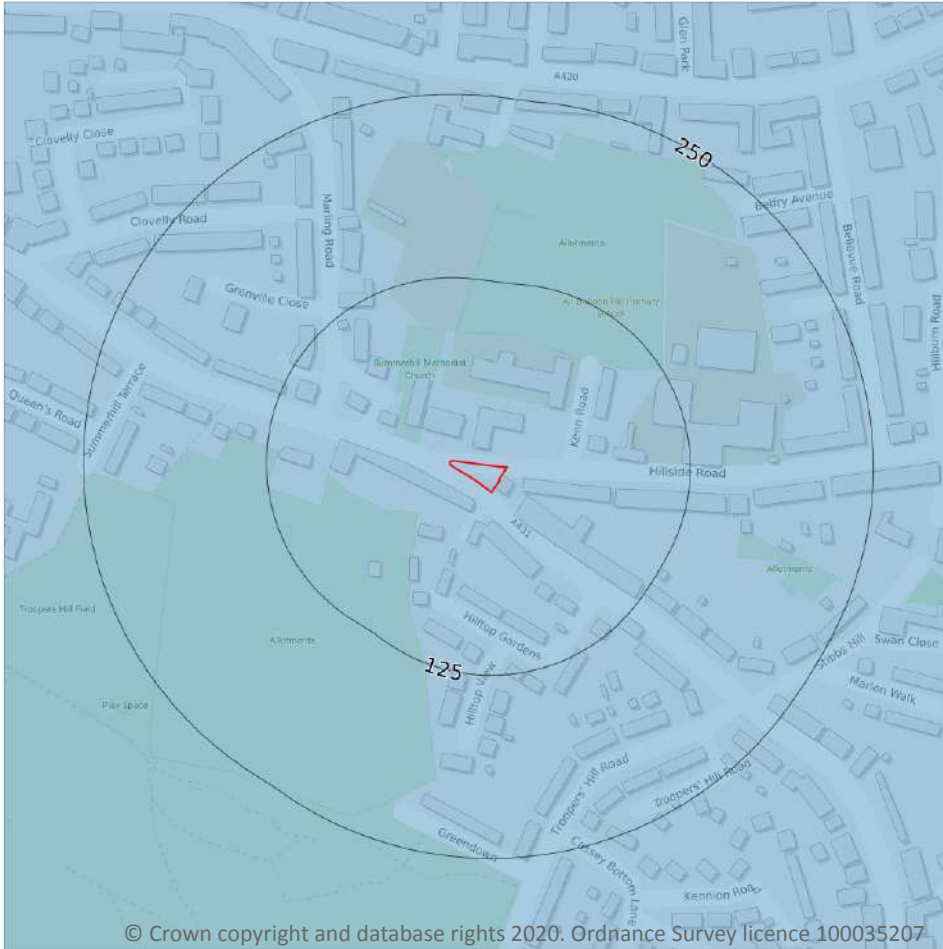 Glen Park
A420
250
Clovelly Close
Belfry Avenue
Marling Road
Clovelly Road
Bellevue Road
Allotments
Grenville Close
Hillburn Road
Air Balloon Hill Primary
School
Summerhill Methodist
Church
Queen's Road
Summerhill Terrace
Kenn Road
Hillside Road
A431
Allotments
Troopers Hill Field
Allotments
Hilltop Gardens
Stibbs Hill
Swan Close
125
Marion Walk
Hilltop View
Play Space
Troopers' Hill Road
Troopers' Hill Road
Greendown
Cossey Bottom Lane
Kennion Road
© Crown copyright and database rights 2020. Ordnance Survey licence 100035207